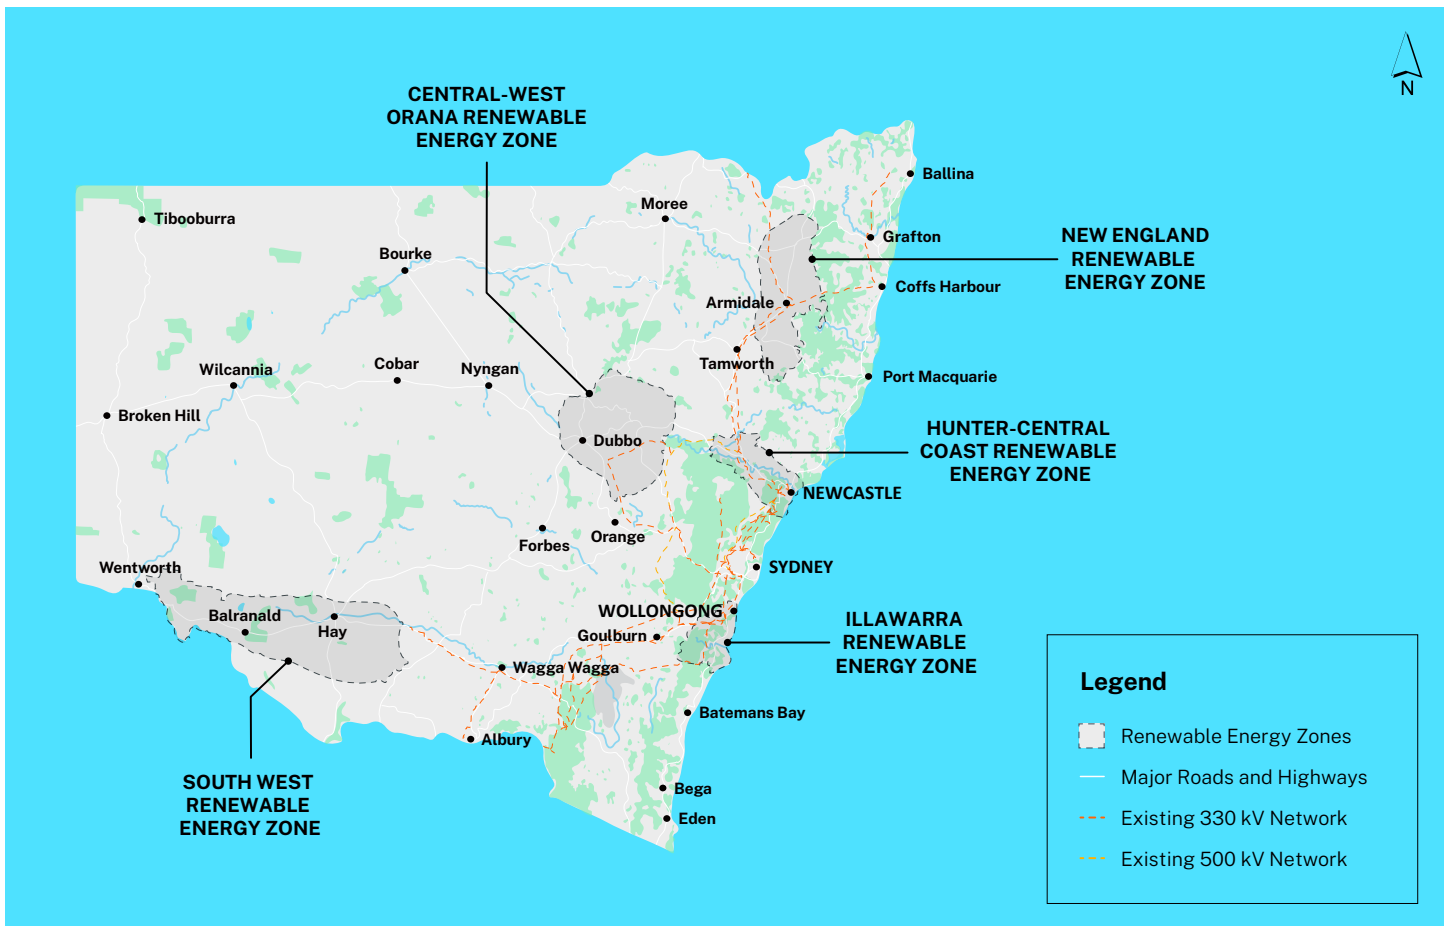 CENTRAL-WEST
ORANA RENEWABLE
ENERGY ZONE
N
Ballina
Tibooburra
Moree
Grafton
NEW ENGLAND
RENEWABLE
ENERGY ZONE
Bourke
Coffs Harbour
Armidale
Wilcannia
Cobar
Nyngan
Tamworth
Port Macquarie
Broken Hill
Dubbo
HUNTER-CENTRAL
COAST RENEWABLE
ENERGY ZONE
NEWCASTLE
Orange
Forbes
Wentworth
SYDNEY
Balranald
Hay
WOLLONGONG
Goulburn
ILLAWARRA
RENEWABLE
ENERGY ZONE
Wagga Wagga
Batemans Bay
Albury
SOUTH WEST
RENEWABLE
ENERGY ZONE
Bega
Eden
Legend
Renewable Energy Zones
Major Roads and Highways
Existing 330 kV Network
Existing 500 kV Network